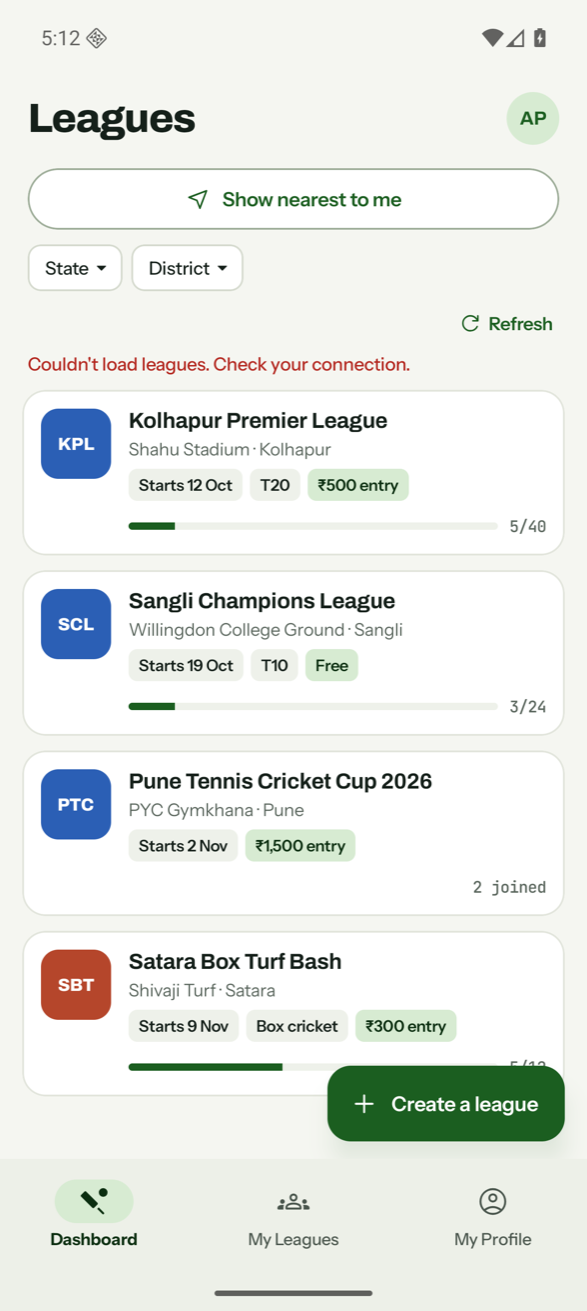 5:12
Leagues
AP
Show nearest to me
State
District
Refresh
Couldn't load leagues. Check your connection.
KPL
Kolhapur Premier League
Shahu Stadium · Kolhapur
Starts 12 Oct
T20
₹500 entry
5/40
SCL
Sangli Champions League
Willingdon College Ground · Sangli
Starts 19 Oct
T10
Free
3/24
PTC
Pune Tennis Cricket Cup 2026
PYC Gymkhana · Pune
Starts 2 Nov
₹1,500 entry
2 joined
SBT
Satara Box Turf Bash
Shivaji Turf · Satara
Starts 9 Nov
Box cricket
₹300 entry
Create a league
Dashboard
My Leagues
My Profile